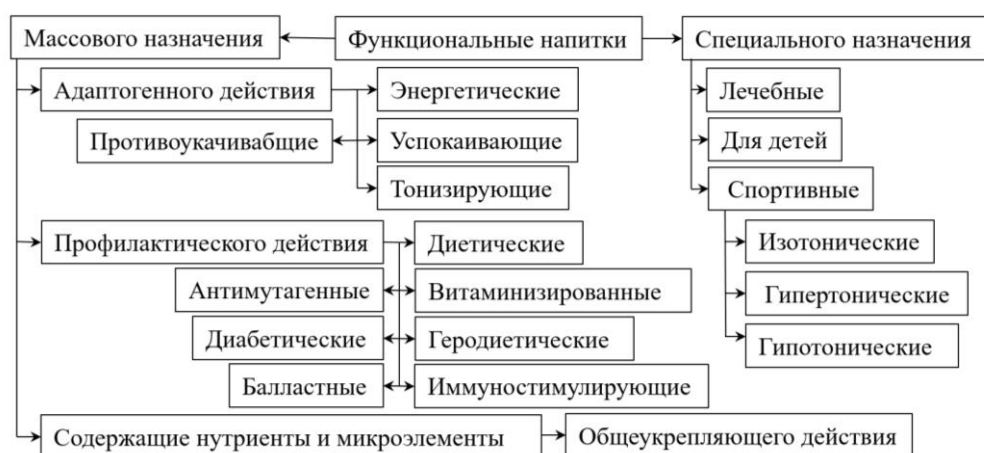 Массового назначения
Функциональные напитки
Специального назначения
Адаптогенного действия
Энергетические
Лечебные
Противоукачивабщие
Успокаивающие
Для детей
Тонизирующие
Спортивные
Профилактического действия
Диетические
Изотонические
Антимутагенные
Витаминизированные
Гипертонические
Диабетические
Геродиетические
Гипотонические
Балластные
Иммуностимулирующие
Содержащие нутриенты и микроэлементы
Общеукрепляющего действия